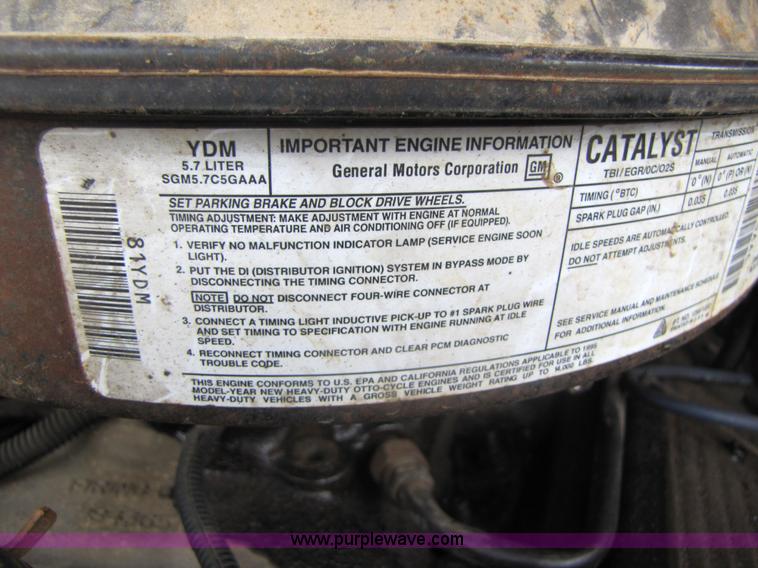 YDM
5.7 LITER
SGM5.7C5GAAA
IMPORTANT ENGINE INFORMATION
General Motors Corporation GM ®
CATALYST
TBI/EGR/OC/O2S
TRANSMISSION
MANUAL AUTOMATIC
TIMING (°BTC) 0°(N) 0°(P) OR (N)
SPARK PLUG GAP (IN.) 0.035 0.035
SET PARKING BRAKE AND BLOCK DRIVE WHEELS.
TIMING ADJUSTMENT: MAKE ADJUSTMENT WITH ENGINE AT NORMAL
OPERATING TEMPERATURE AND AIR CONDITIONING OFF (IF EQUIPPED).
1. VERIFY NO MALFUNCTION INDICATOR LAMP (SERVICE ENGINE SOON
LIGHT).
2. PUT THE DI (DISTRIBUTOR IGNITION) SYSTEM IN BYPASS MODE BY
DISCONNECTING THE TIMING CONNECTOR.
NOTE DO NOT DISCONNECT FOUR-WIRE CONNECTOR AT
DISTRIBUTOR.
3. CONNECT A TIMING LIGHT INDUCTIVE PICK-UP TO #1 SPARK PLUG WIRE
AND SET TIMING TO SPECIFICATION WITH ENGINE RUNNING AT IDLE
SPEED.
4. RECONNECT TIMING CONNECTOR AND CLEAR PCM DIAGNOSTIC
TROUBLE CODE.
IDLE SPEEDS ARE AUTOMATICALLY CONTROLLED.
DO NOT ATTEMPT ADJUSTMENTS.
SEE SERVICE MANUAL AND MAINTENANCE SCHEDULE
FOR ADDITIONAL INFORMATION.
THIS ENGINE CONFORMS TO U.S. EPA AND CALIFORNIA REGULATIONS APPLICABLE TO 1995
MODEL-YEAR NEW HEAVY-DUTY OTTO-CYCLE ENGINES AND IS CERTIFIED FOR USE IN ALL
HEAVY-DUTY VEHICLES WITH A GROSS VEHICLE WEIGHT RATING UP TO 14,000 LBS.
81YDM
www.purplewave.com